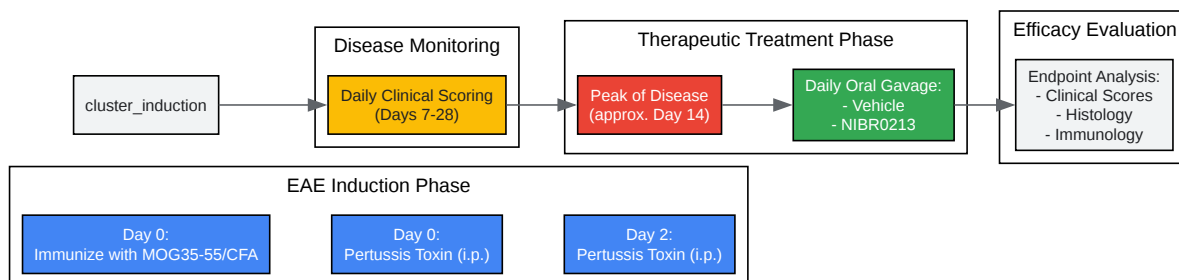 cluster_induction
Disease Monitoring
Daily Clinical Scoring
(Days 7-28)
Therapeutic Treatment Phase
Peak of Disease
(approx. Day 14)
Daily Oral Gavage:
- Vehicle
- NIBR0213
Efficacy Evaluation
Endpoint Analysis:
- Clinical Scores
- Histology
- Immunology
EAE Induction Phase
Day 0:
Immunize with MOG35-55/CFA
Day 0:
Pertussis Toxin (i.p.)
Day 2:
Pertussis Toxin (i.p.)